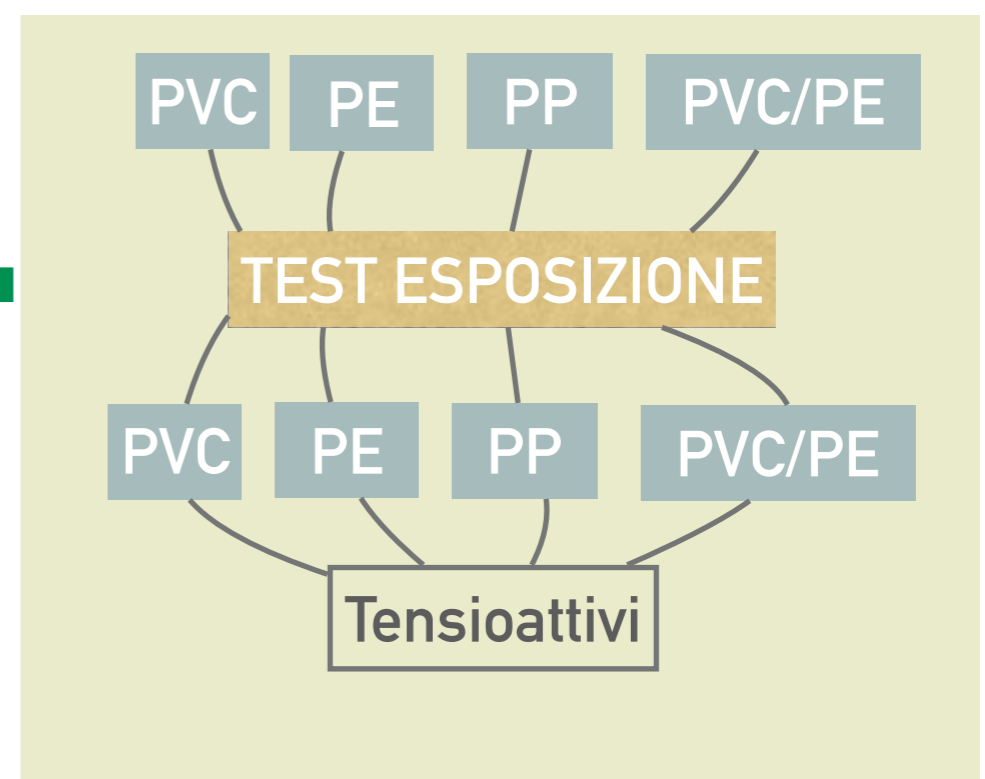 PVC
PE
PP
PVC/PE
TEST ESPOSIZIONE
PVC
PE
PP
PVC/PE
Tensioattivi